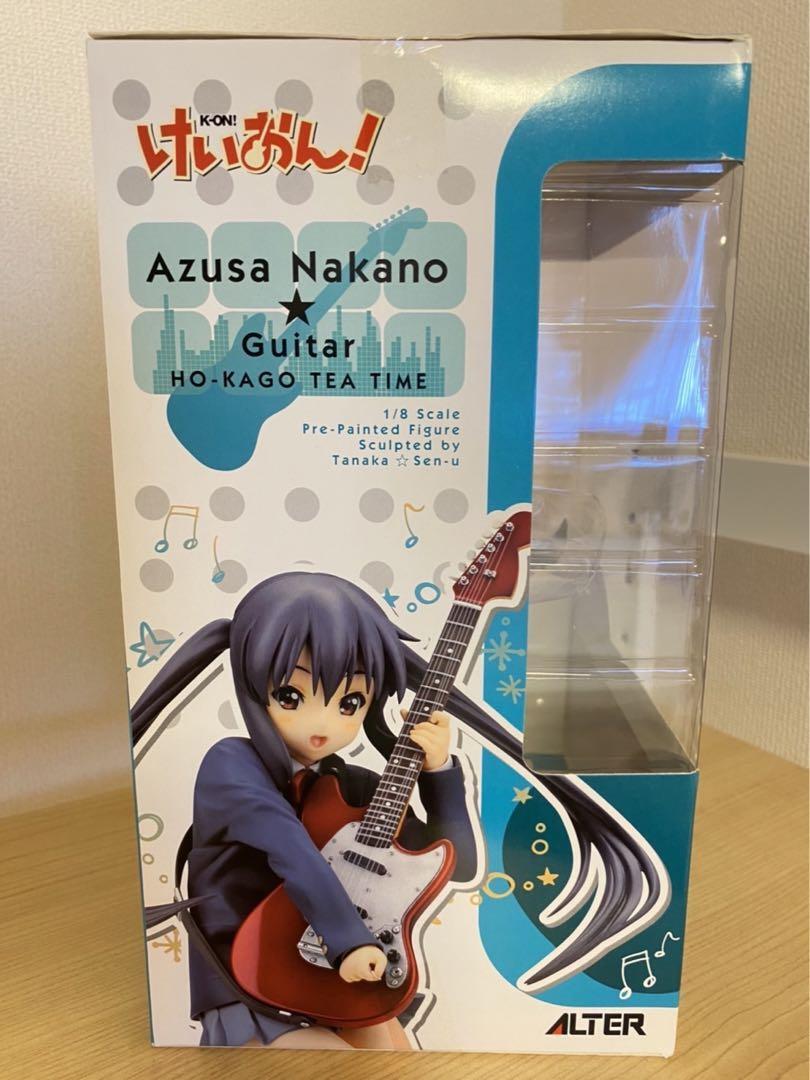 K-ON!
けいおん!
Azusa Nakano
★
Guitar
HO-KAGO TEA TIME
1/8 Scale
Pre-Painted Figure
Sculpted by
Tanaka ☆ Sen-u
ALTER